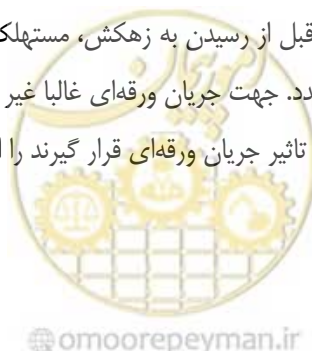 قبل از رسیدن به زهکش، مستهلک
دد. جهت جریان ورقه‌ای غالبا غیر
تاثیر جریان ورقه‌ای قرار گیرند را ا
امورپیمان
omoorepeyman.ir